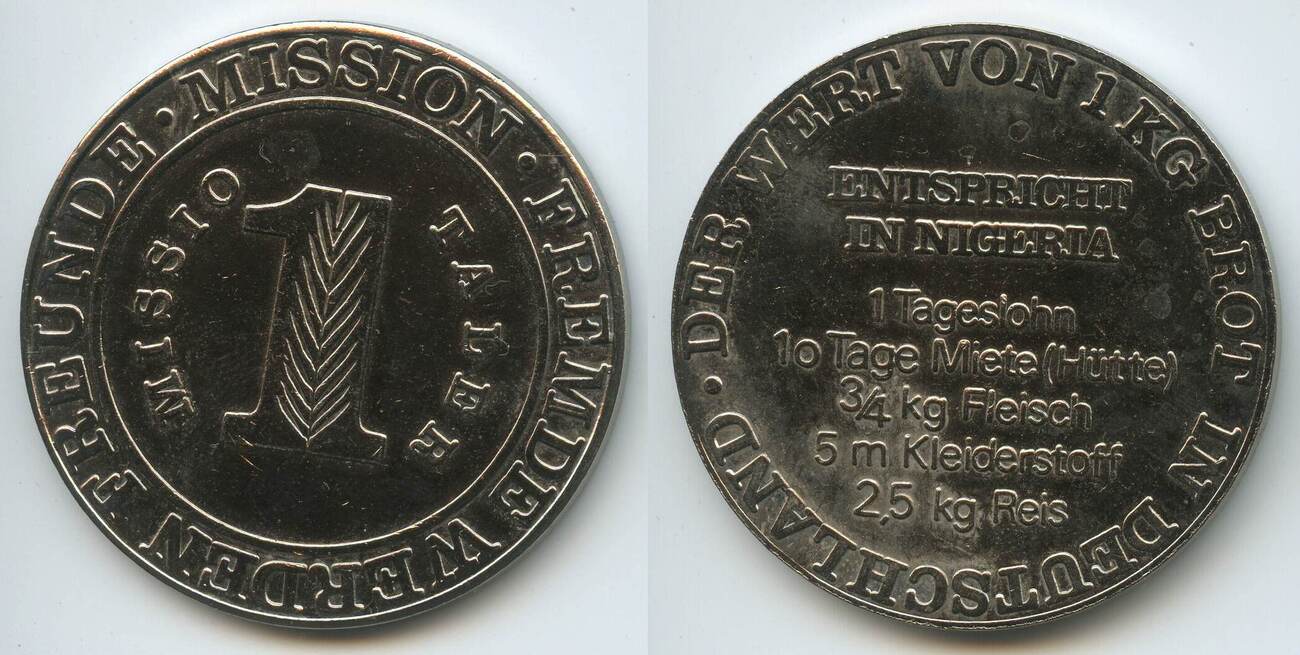 · MISSION · FREMDE WERDEN FREUNDE
MISSIO
TALER
1
· DER WERT VON 1 KG BROT IN DEUTSCHLAND
ENTSPRICHT
IN NIGERIA
1 Tageslohn
10 Tage Miete (Hütte)
3/4 kg Fleisch
5 m Kleiderstoff
2,5 kg Reis